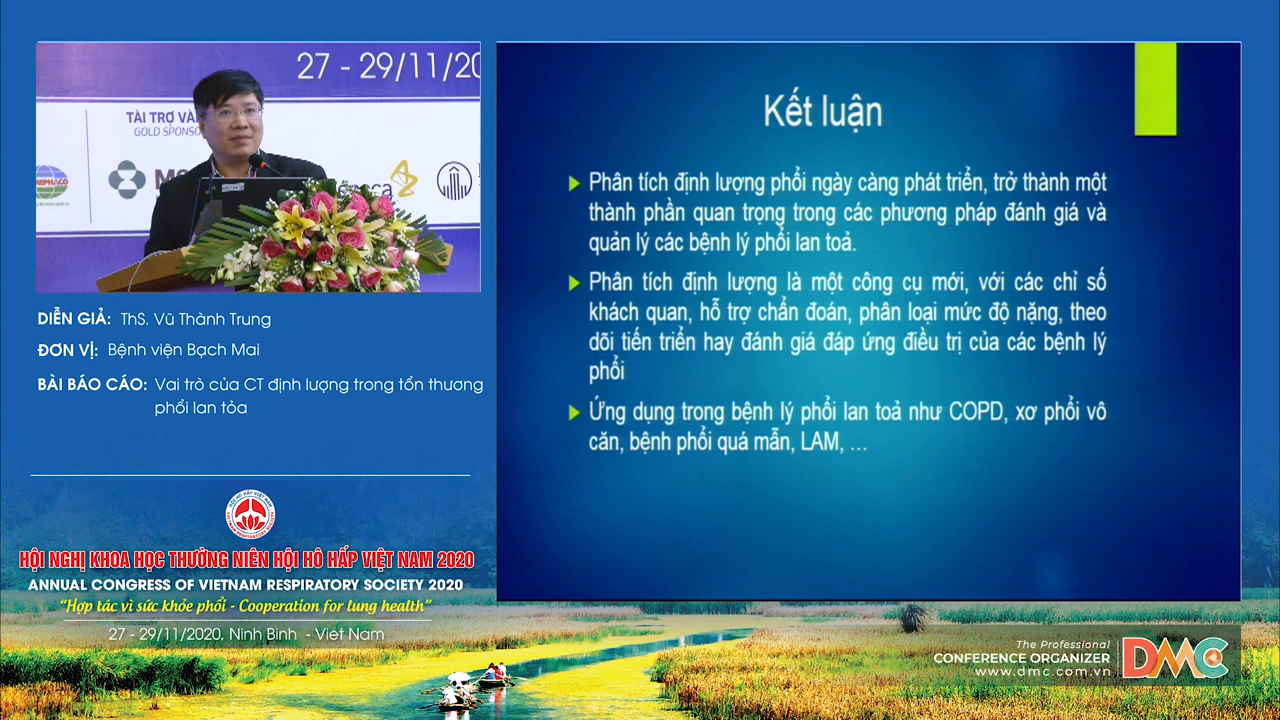 27 - 29/11/20
TÀI TRỢ VÀ
GOLD SPONSO
DIỄN GIẢ: ThS. Vũ Thành Trung
ĐƠN VỊ: Bệnh viện Bạch Mai
BÀI BÁO CÁO: Vai trò của CT định lượng trong tổn thương
phổi lan tỏa
HỘI HÔ HẤP VIỆT NAM
VIETNAM RESPIRATORY SOCIETY
HỘI NGHỊ KHOA HỌC THƯỜNG NIÊN HỘI HÔ HẤP VIỆT NAM 2020
ANNUAL CONGRESS OF VIETNAM RESPIRATORY SOCIETY 2020
“Hợp tác vì sức khỏe phổi - Cooperation for lung health”
27 - 29/11/2020, Ninh Binh - Viet Nam
Kết luận
Phân tích định lượng phổi ngày càng phát triển, trở thành một
thành phần quan trọng trong các phương pháp đánh giá và
quản lý các bệnh lý phổi lan toả.
Phân tích định lượng là một công cụ mới, với các chỉ số
khách quan, hỗ trợ chẩn đoán, phân loại mức độ nặng, theo
dõi tiến triển hay đánh giá đáp ứng điều trị của các bệnh lý
phổi
Ứng dụng trong bệnh lý phổi lan toả như COPD, xơ phổi vô
căn, bệnh phổi quá mẫn, LAM, …
The Professional
CONFERENCE ORGANIZER
www.dmc.com.vn
DMC